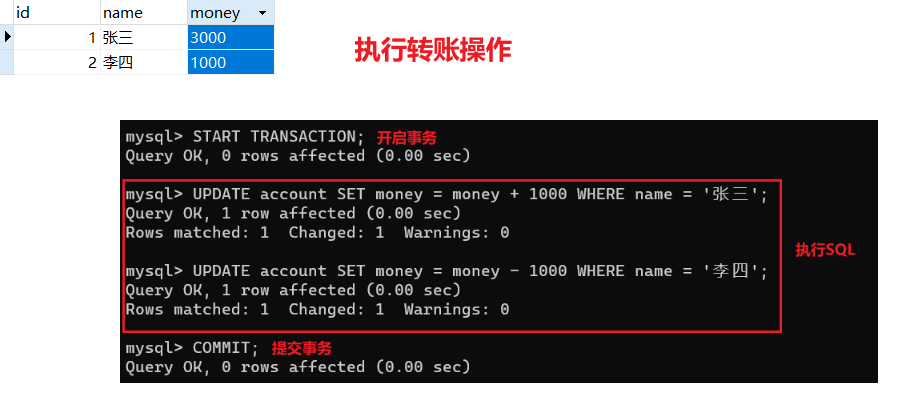 id name money
1 张三 3000
2 李四 1000
执行转账操作
mysql> START TRANSACTION; 开启事务
Query OK, 0 rows affected (0.00 sec)
mysql> UPDATE account SET money = money + 1000 WHERE name = '张三';
Query OK, 1 row affected (0.00 sec)
Rows matched: 1  Changed: 1  Warnings: 0
mysql> UPDATE account SET money = money - 1000 WHERE name = '李四';
Query OK, 1 row affected (0.00 sec)
Rows matched: 1  Changed: 1  Warnings: 0
执行SQL
mysql> COMMIT; 提交事务
Query OK, 0 rows affected (0.00 sec)